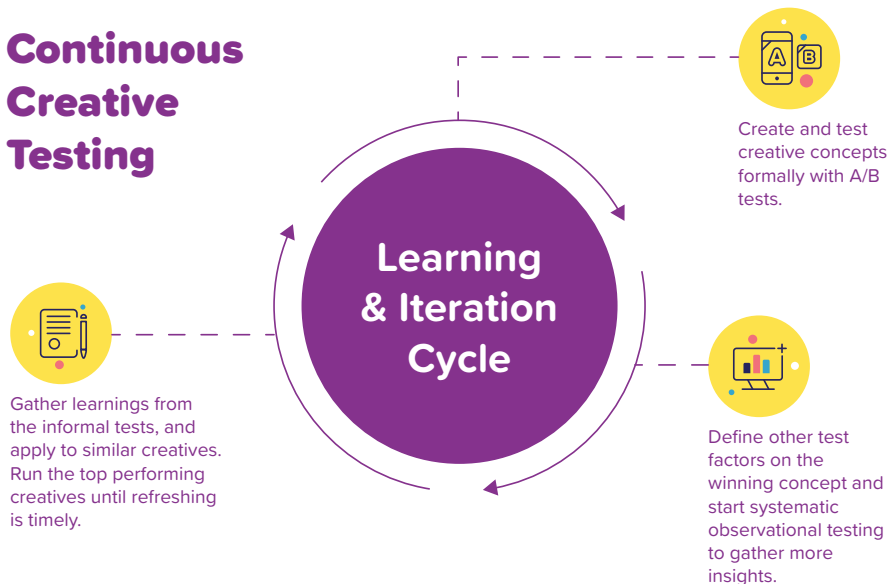 Continuous
Creative
Testing
A
B
Create and test
creative concepts
formally with A/B
tests.
Learning
& Iteration
Cycle
Define other test
factors on the
winning concept and
start systematic
observational testing
to gather more
insights.
Gather learnings from
the informal tests, and
apply to similar creatives.
Run the top performing
creatives until refreshing
is timely.